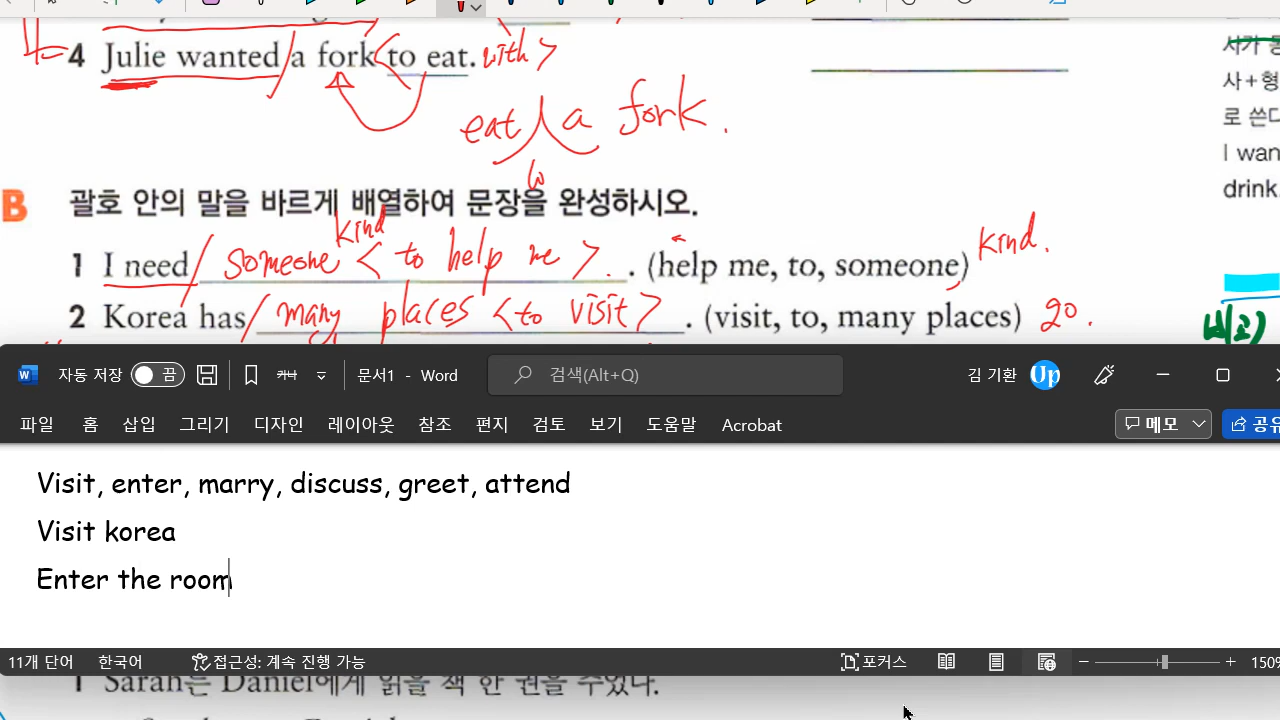 4 Julie wanted / a fork < to eat. with >
eat a fork.
w
B 괄호 안의 말을 바르게 배열하여 문장을 완성하시오.
kind
1 I need / someone < to help me >. (help me, to, someone) kind.
2 Korea has / many places < to visit >. (visit, to, many places) 20.
사+형
로 쓴다
I wan
drink.
비교)
자동 저장 끔 가나 문서1 - Word 검색(Alt+Q) 김 기환 Up
파일 홈 삽입 그리기 디자인 레이아웃 참조 편지 검토 보기 도움말 Acrobat 메모 공유
Visit, enter, marry, discuss, greet, attend
Visit korea
Enter the room
11개 단어 한국어 접근성: 계속 진행 가능 포커스 150%
1 Sarah는 Daniel에게 읽을 책 한 권을 주었다.